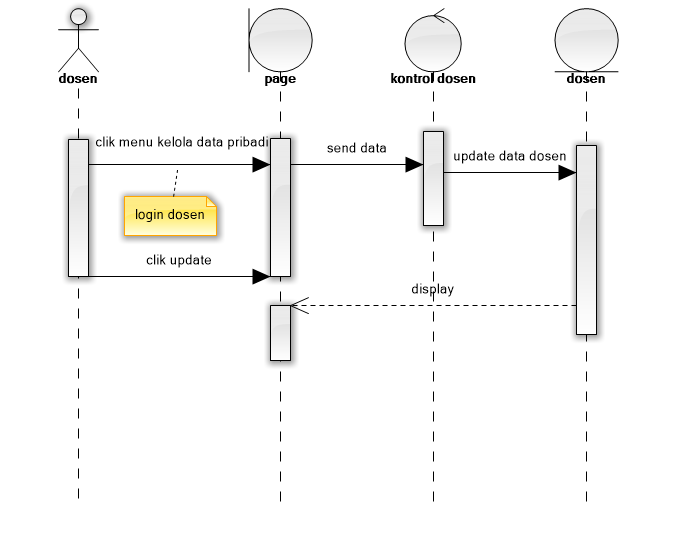 dosen
page
kontrol dosen
dosen
clik menu kelola data pribadi
send data
update data dosen
login dosen
clik update
display